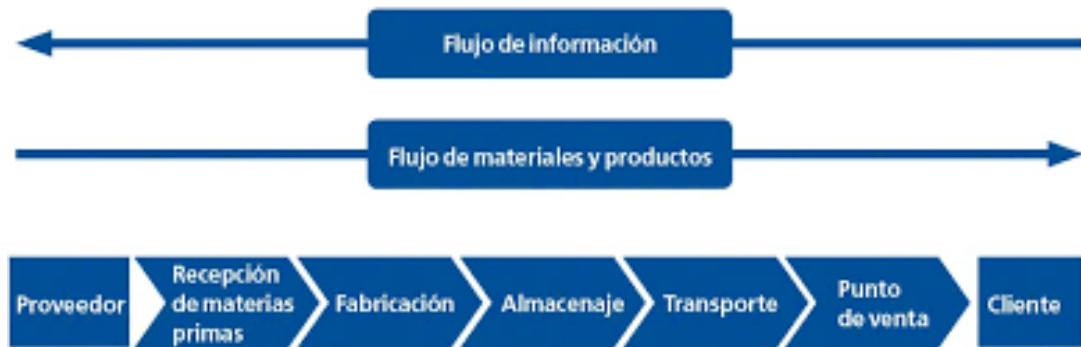 Flujo de información
Flujo de materiales y productos
Proveedor
Recepción
de materias
primas
Fabricación
Almacenaje
Transporte
Punto
de venta
Cliente